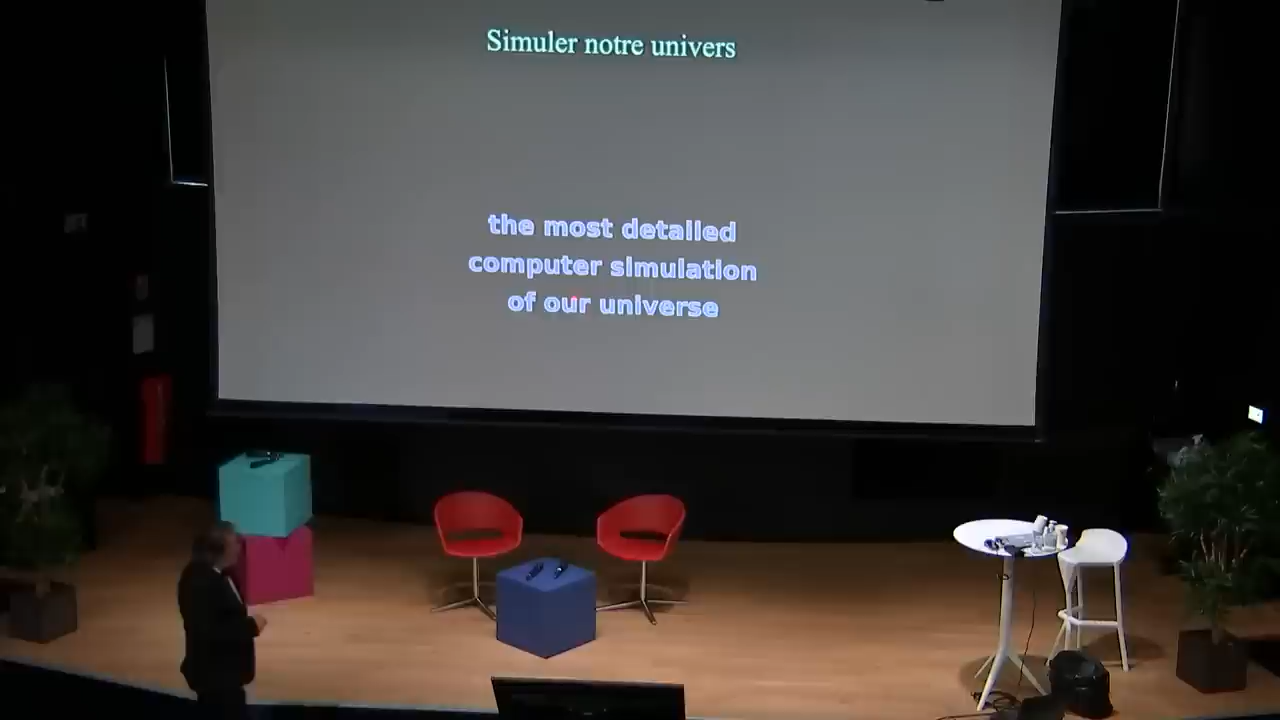 Simuler notre univers
the most detailed
computer simulation
of our universe